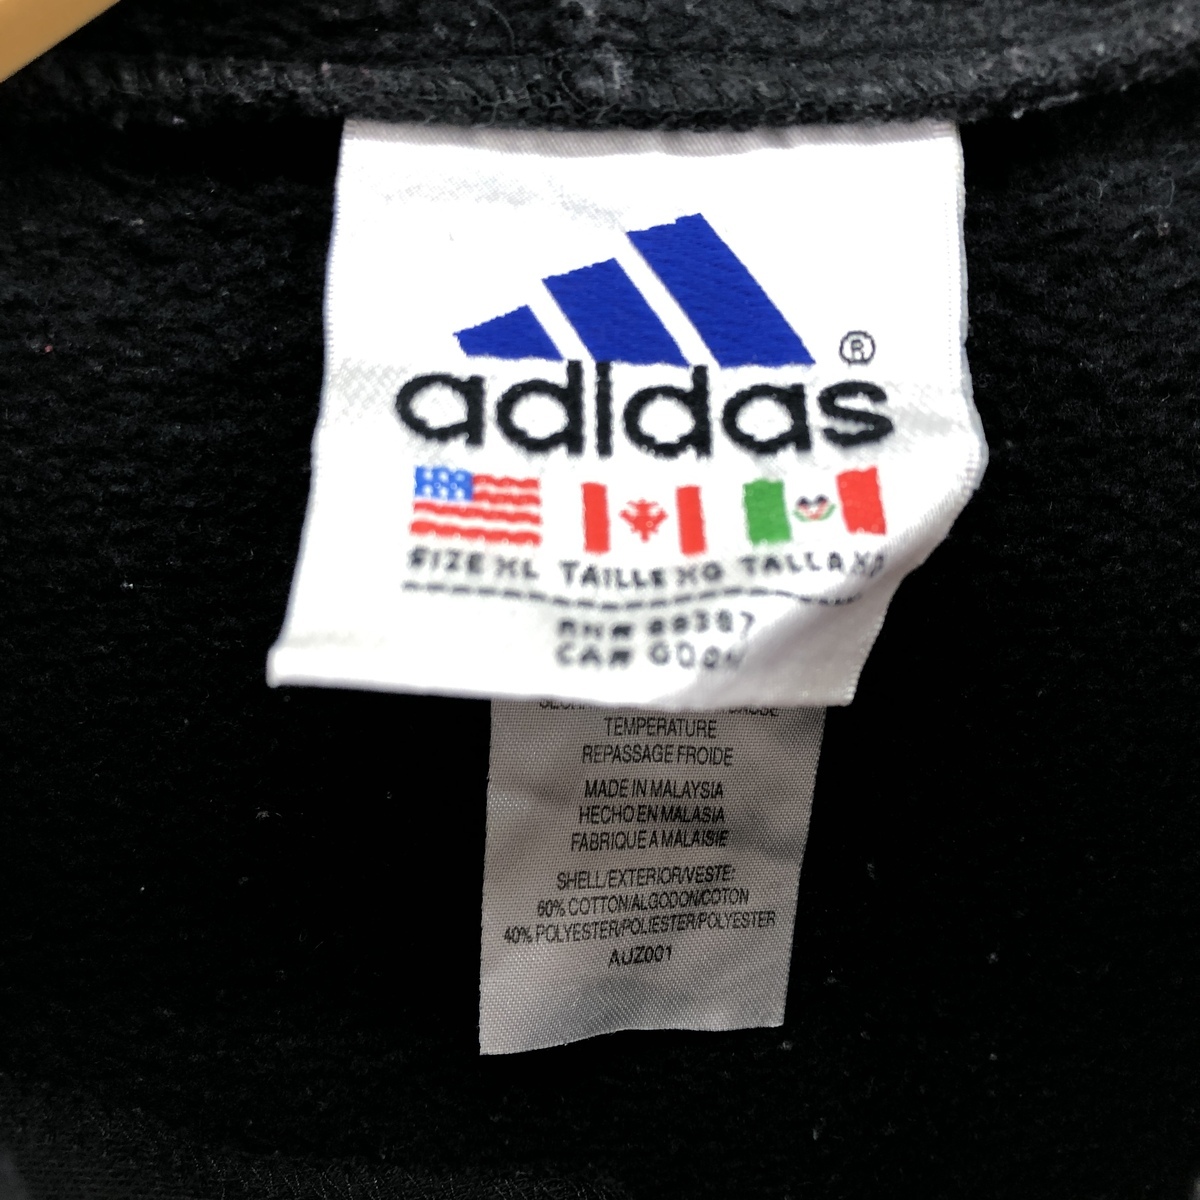 ®
adidas
SIZE XL TAILLE XG TALLA
RN# 88387
CA#
TEMPERATURE
REPASSAGE FROIDE
MADE IN MALAYSIA
HECHO EN MALASIA
FABRIQUE A MALAISIE
SHELL/EXTERIOR/VESTE:
60% COTTON/ALGODON/COTON
40% POLYESTER/POLIESTER/POLYESTER
AUZ001